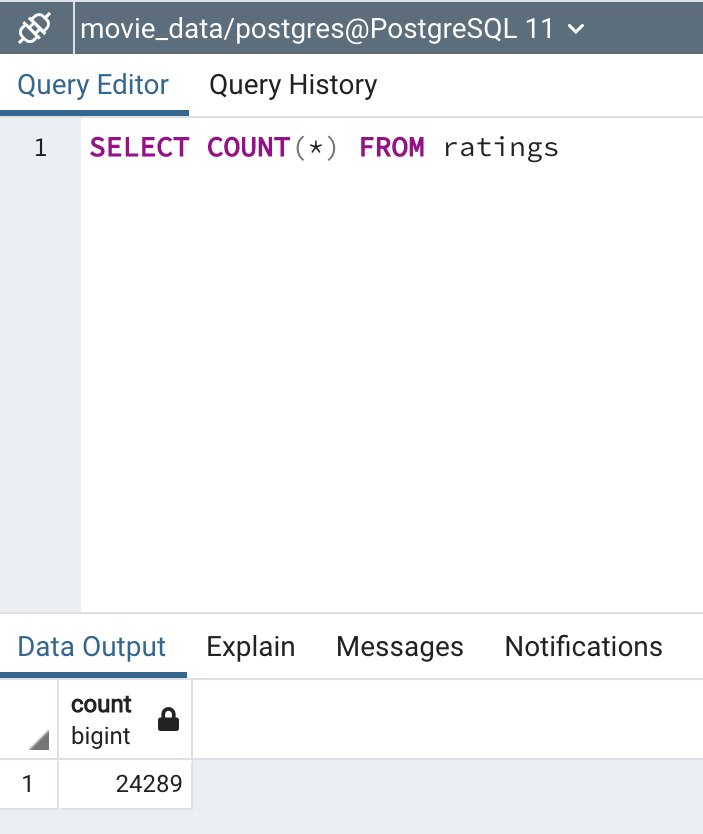 movie_data/postgres@PostgreSQL 11
Query Editor Query History
1 SELECT COUNT(*) FROM ratings
Data Output Explain Messages Notifications
count
bigint
1 24289